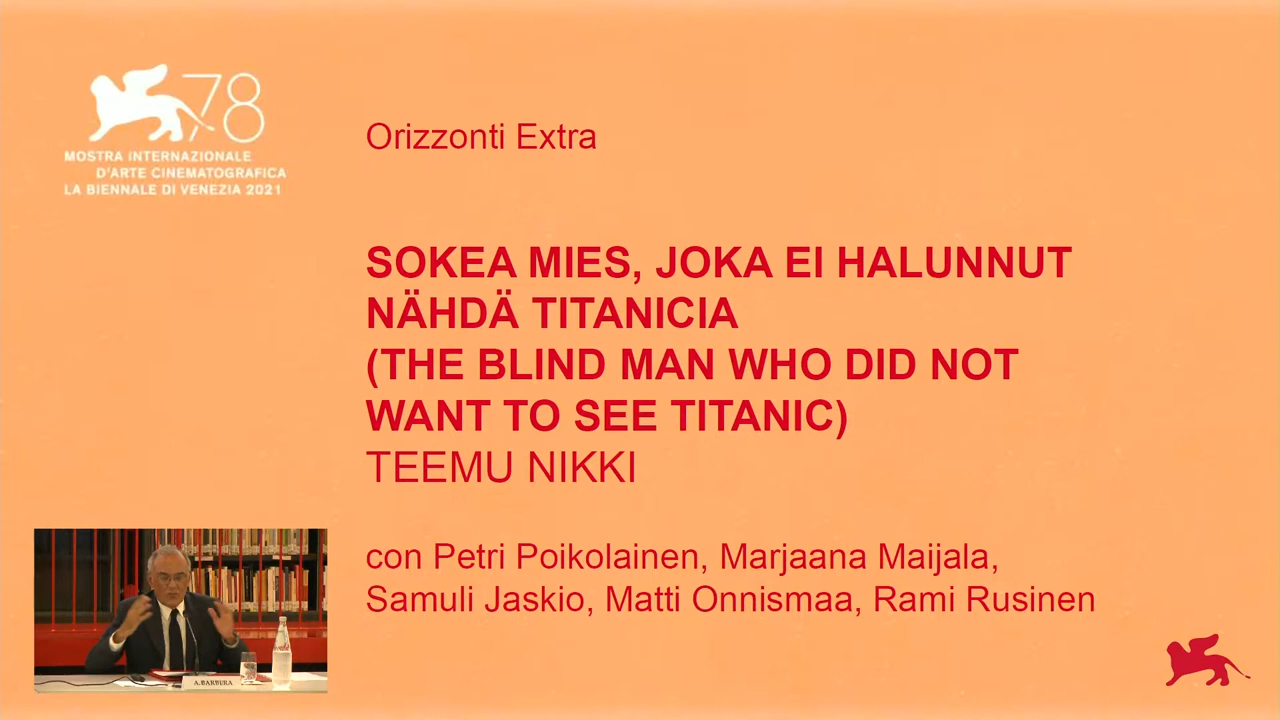 78
MOSTRA INTERNAZIONALE
D'ARTE CINEMATOGRAFICA
LA BIENNALE DI VENEZIA 2021
Orizzonti Extra
SOKEA MIES, JOKA EI HALUNNUT
NÄHDÄ TITANICIA
(THE BLIND MAN WHO DID NOT
WANT TO SEE TITANIC)
TEEMU NIKKI
con Petri Poikolainen, Marjaana Maijala,
Samuli Jaskio, Matti Onnismaa, Rami Rusinen
A.BARBERA